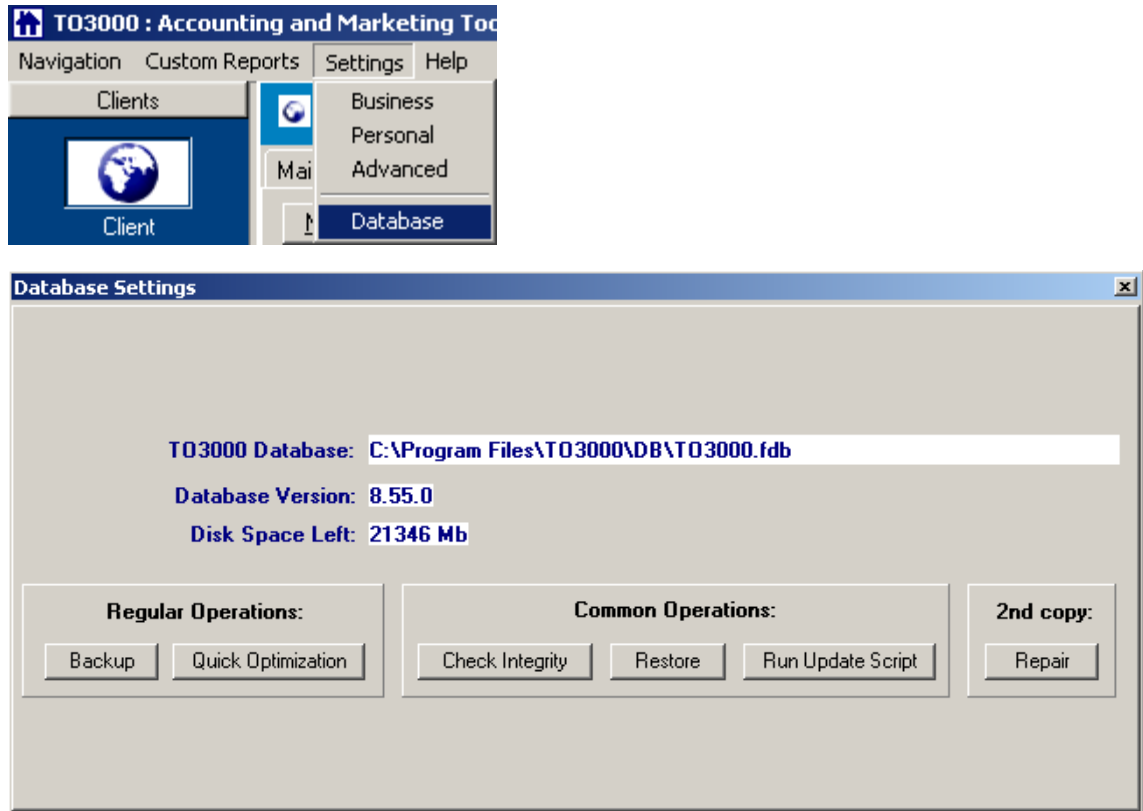 TO3000 : Accounting and Marketing Too
Navigation Custom Reports Settings Help
Clients
Business
Personal
Mai Advanced
Client
Database
Database Settings
TO3000 Database: C:\Program Files\TO3000\DB\TO3000.fdb
Database Version: 8.55.0
Disk Space Left: 21346 Mb
Regular Operations: Common Operations: 2nd copy:
Backup Quick Optimization Check Integrity Restore Run Update Script Repair